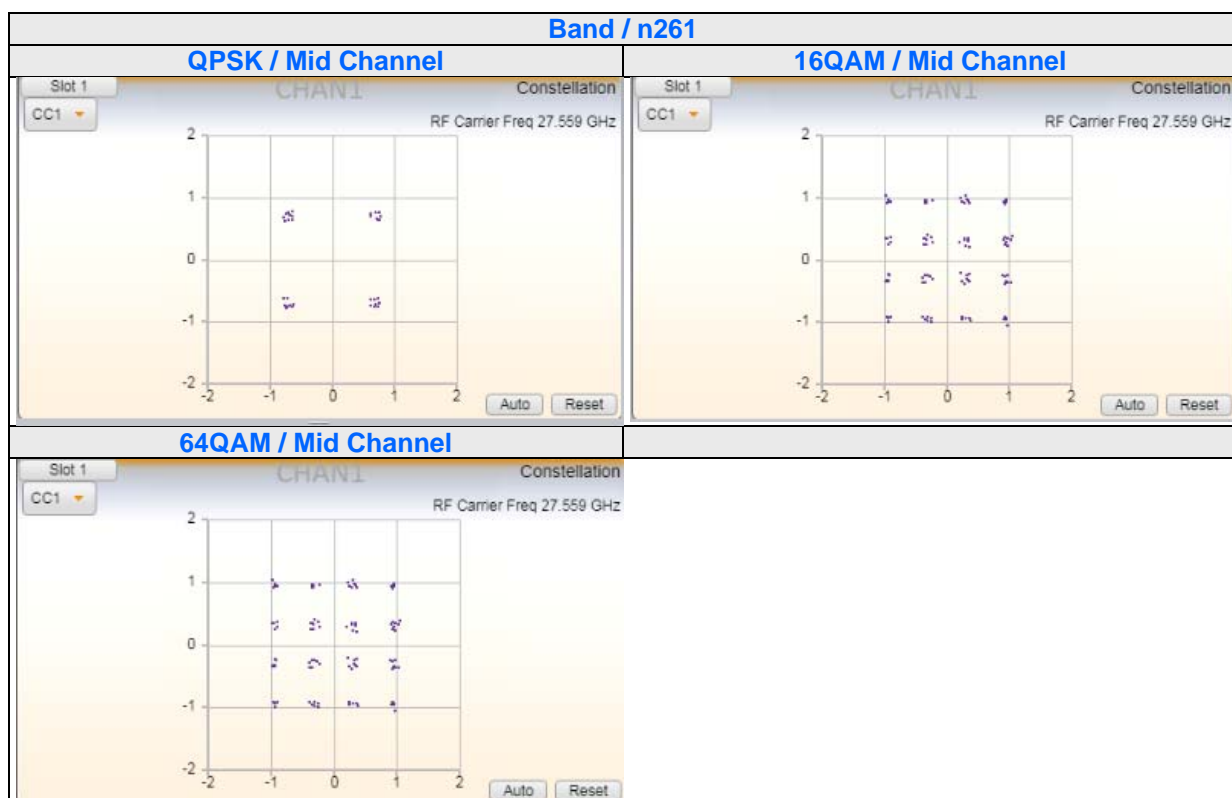 Band / n261
QPSK / Mid Channel
16QAM / Mid Channel
Slot 1
CHAN1
Constellation
CC1
RF Carrier Freq 27.559 GHz
2
1
0
-1
-2
-2 -1 0 1 2
Auto Reset
Slot 1
CHAN1
Constellation
CC1
RF Carrier Freq 27.559 GHz
2
1
0
-1
-2
-2 -1 0 1 2
Auto Reset
64QAM / Mid Channel
Slot 1
CHAN1
Constellation
CC1
RF Carrier Freq 27.559 GHz
2
1
0
-1
-2
-2 -1 0 1 2
Auto Reset